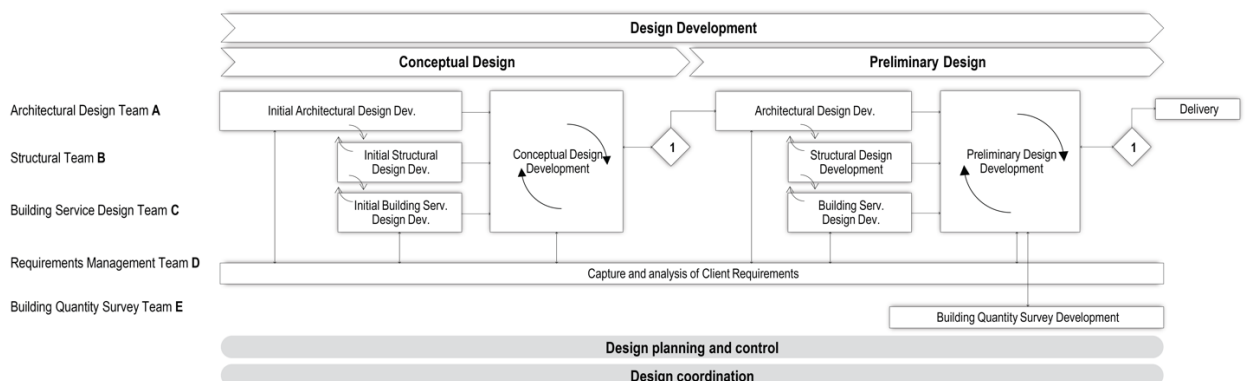 Design Development
Conceptual Design
Preliminary Design
Architectural Design Team A
Initial Architectural Design Dev.
Architectural Design Dev.
Delivery
Structural Team B
Initial Structural
Design Dev.
Conceptual Design
Development
1
Structural Design
Development
Preliminary Design
Development
1
Building Service Design Team C
Initial Building Serv.
Design Dev.
Building Serv.
Design Dev.
Requirements Management Team D
Capture and analysis of Client Requirements
Building Quantity Survey Team E
Building Quantity Survey Development
Design planning and control
Design coordination